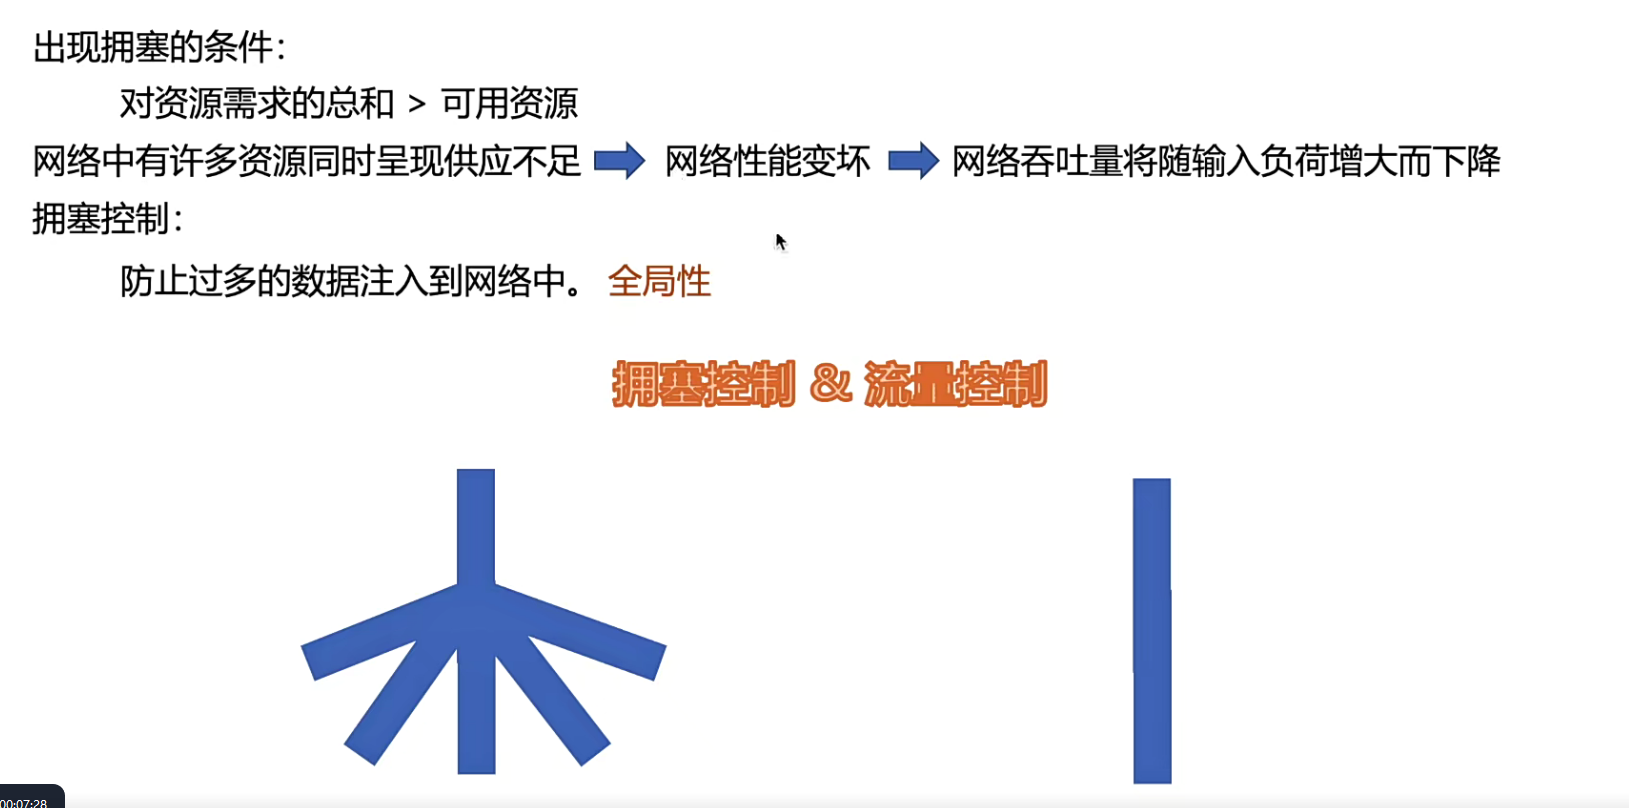 出现拥塞的条件：
对资源需求的总和 > 可用资源
网络中有许多资源同时呈现供应不足 网络性能变坏 网络吞吐量将随输入负荷增大而下降
拥塞控制：
防止过多的数据注入到网络中。 全局性
拥塞控制 & 流量控制
00:07:28